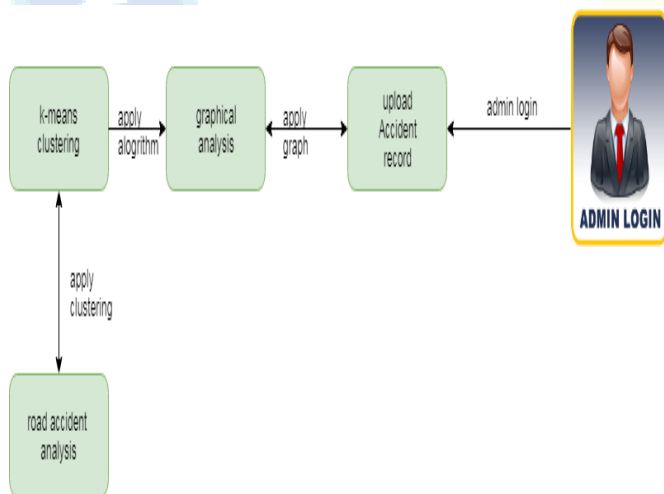 k-means
clustering
apply
alogrithm
graphical
analysis
apply
graph
upload
Accident
record
admin login
ADMIN LOGIN
apply
clustering
road accident
analysis